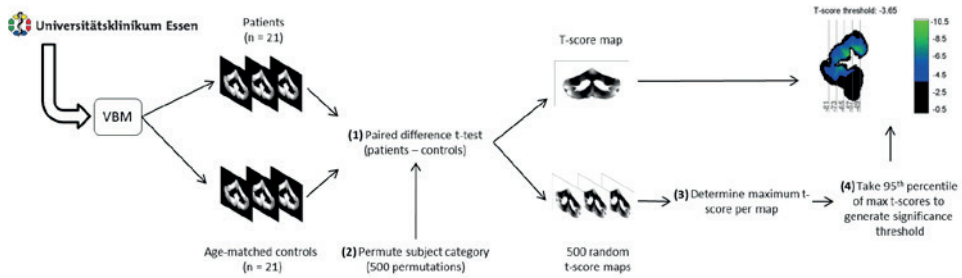 Universitätsklinikum Essen
VBM
Patients
(n = 21)
Age-matched controls
(n = 21)
(1) Paired difference t-test
(patients – controls)
(2) Permute subject category
(500 permutations)
T-score map
500 random
t-score maps
(3) Determine maximum t-
score per map
(4) Take 95th percentile
of max t-scores to
generate significance
threshold
T-score threshold: -3.65
-10.5
-8.5
-6.5
-4.5
-2.5
-0.5